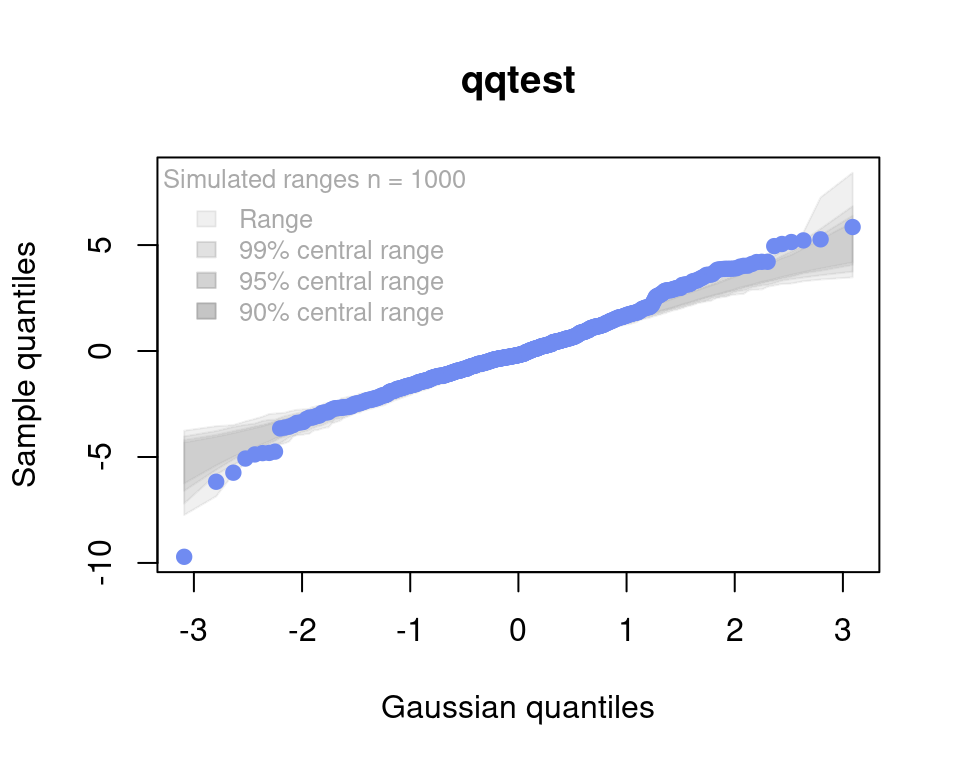 qqtest
Simulated ranges n = 1000
Range
99% central range
95% central range
90% central range
Sample quantiles
5
0
-5
-10
-3 -2 -1 0 1 2 3
Gaussian quantiles